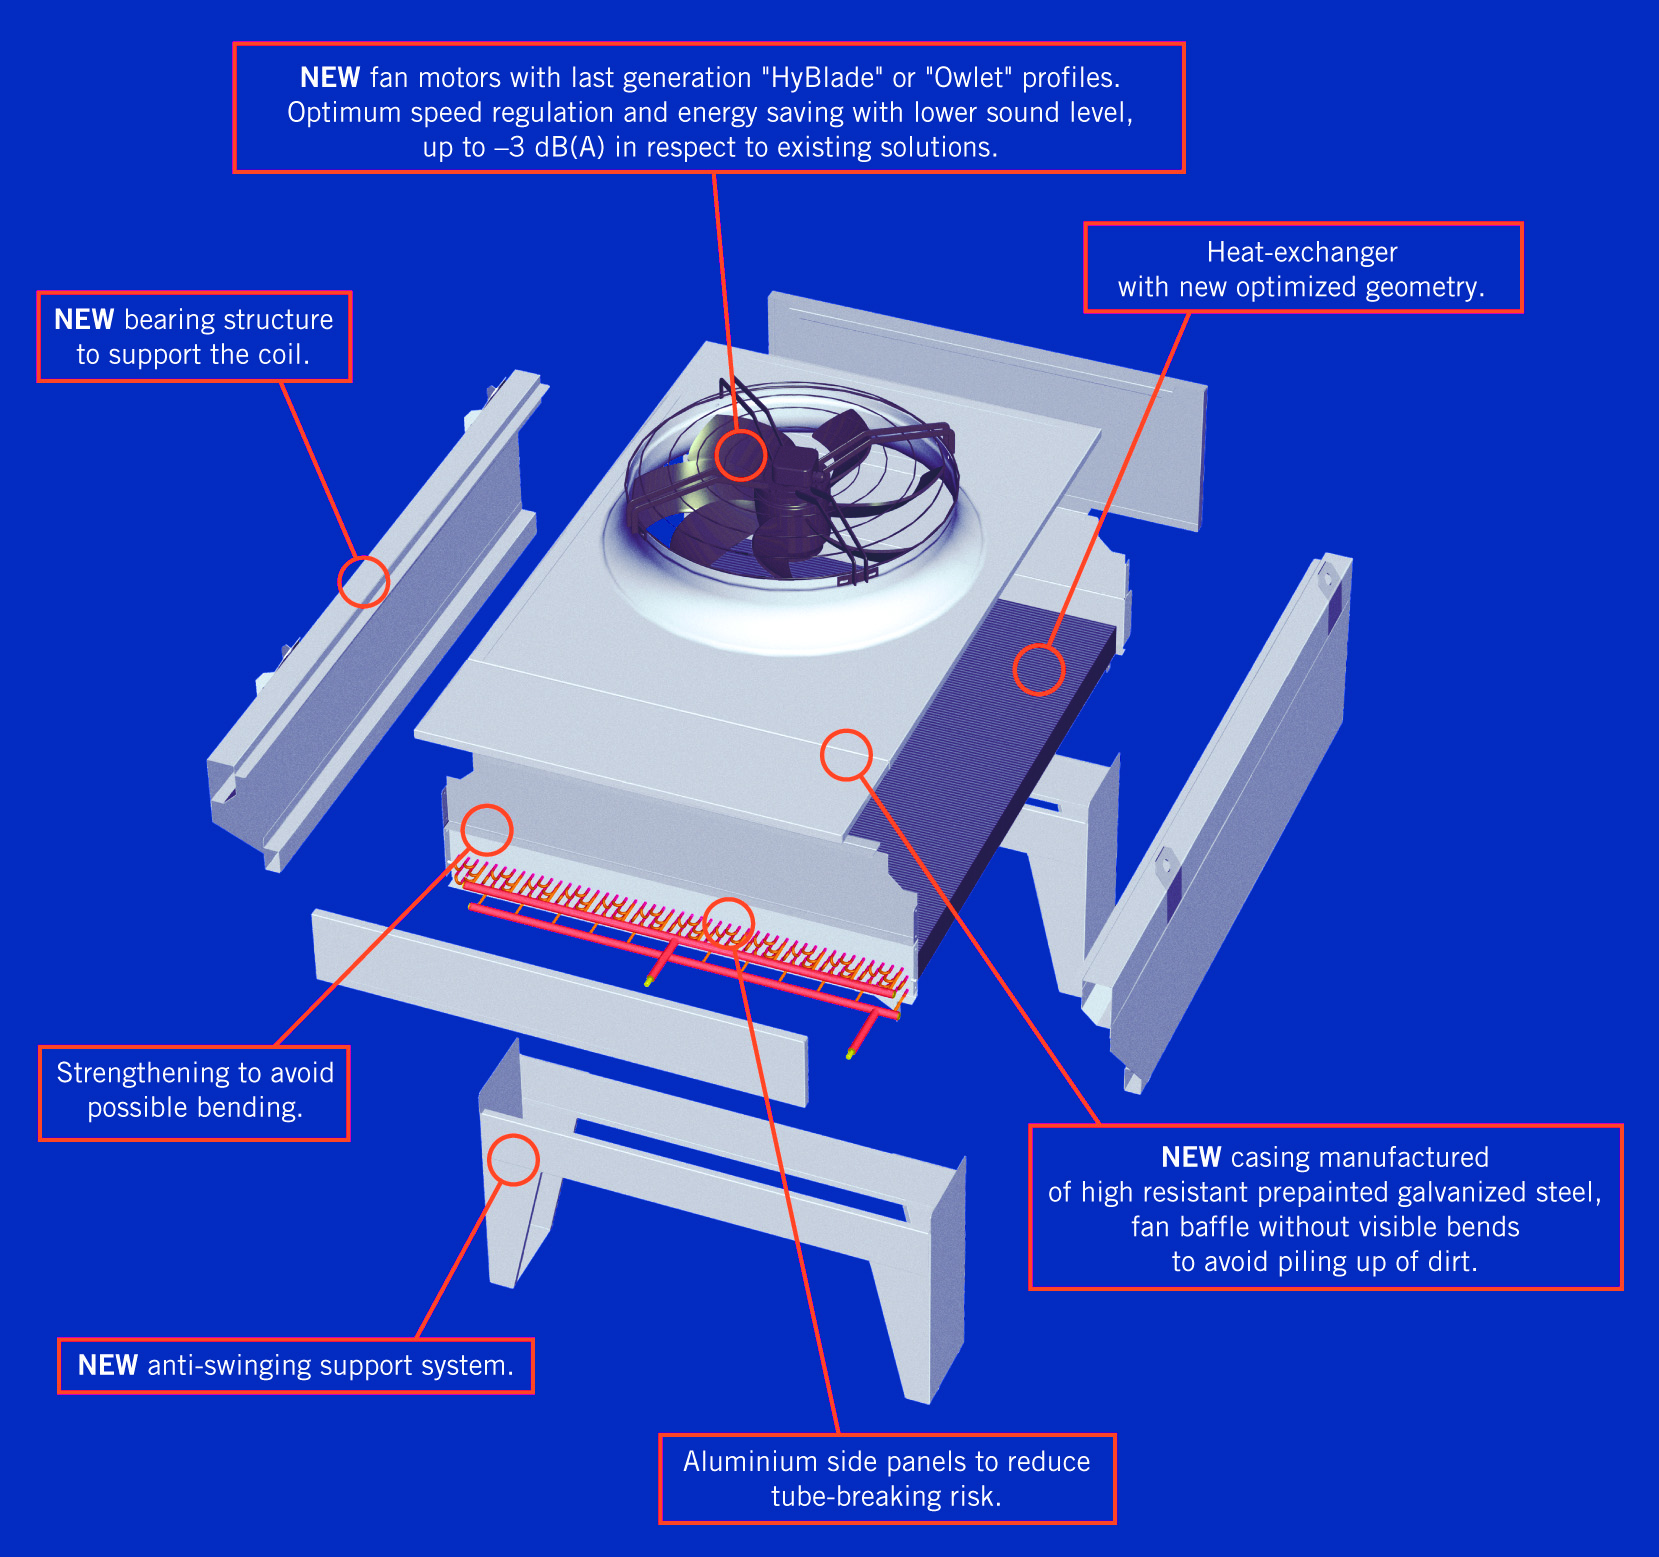 NEW fan motors with last generation "HyBlade" or "Owlet" profiles.
Optimum speed regulation and energy saving with lower sound level,
up to –3 dB(A) in respect to existing solutions.
Heat-exchanger
with new optimized geometry.
NEW bearing structure
to support the coil.
Strengthening to avoid
possible bending.
NEW casing manufactured
of high resistant prepainted galvanized steel,
fan baffle without visible bends
to avoid piling up of dirt.
NEW anti-swinging support system.
Aluminium side panels to reduce
tube-breaking risk.